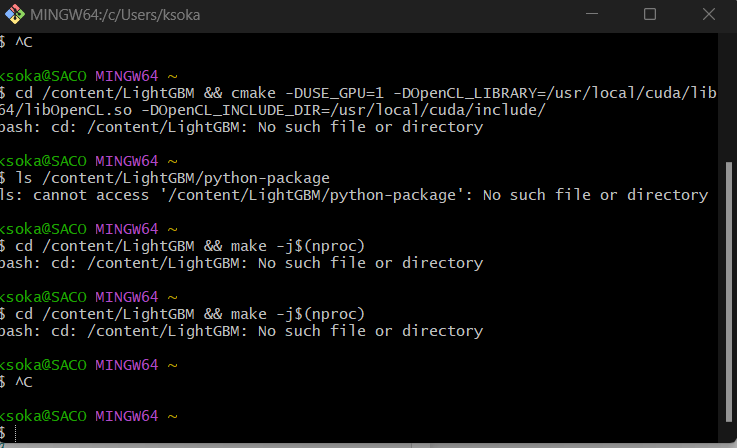 MINGW64:/c/Users/ksoka
$ ^C
ksoka@SACO MINGW64 ~
$ cd /content/LightGBM && cmake -DUSE_GPU=1 -DOpenCL_LIBRARY=/usr/local/cuda/lib
64/libOpenCL.so -DOpenCL_INCLUDE_DIR=/usr/local/cuda/include/
bash: cd: /content/LightGBM: No such file or directory
ksoka@SACO MINGW64 ~
$ ls /content/LightGBM/python-package
ls: cannot access '/content/LightGBM/python-package': No such file or directory
ksoka@SACO MINGW64 ~
$ cd /content/LightGBM && make -j$(nproc)
bash: cd: /content/LightGBM: No such file or directory
ksoka@SACO MINGW64 ~
$ cd /content/LightGBM && make -j$(nproc)
bash: cd: /content/LightGBM: No such file or directory
ksoka@SACO MINGW64 ~
$ ^C
ksoka@SACO MINGW64 ~
$